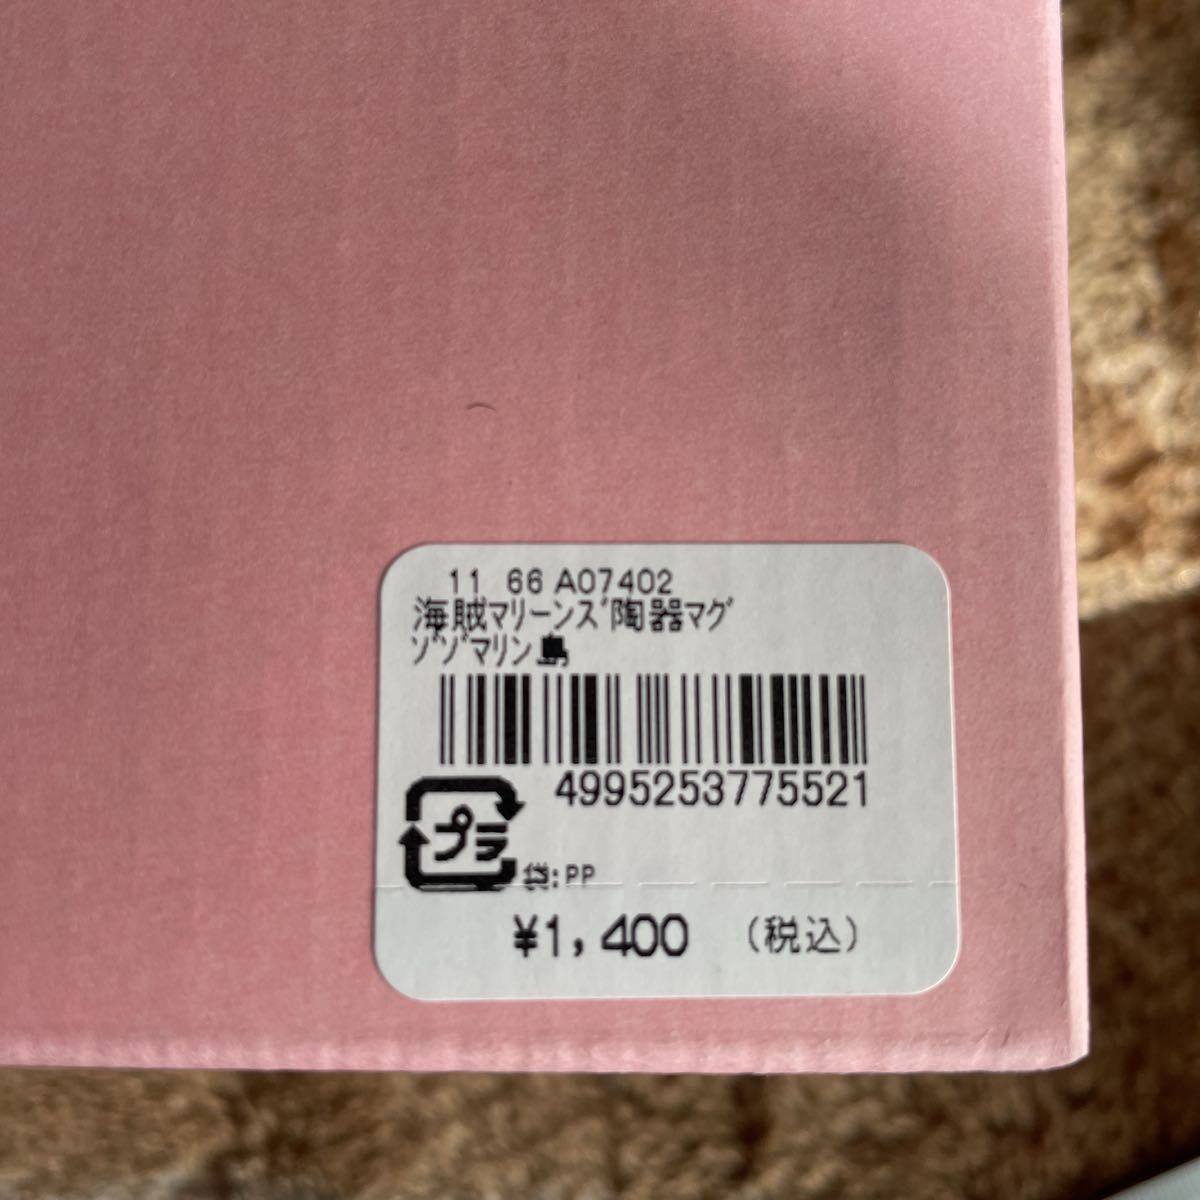 11 66 A07402
海賊マリーンズ陶器マグ
ゾゾマリン島
4995253775521
プラ
袋:PP
¥1,400 (税込)